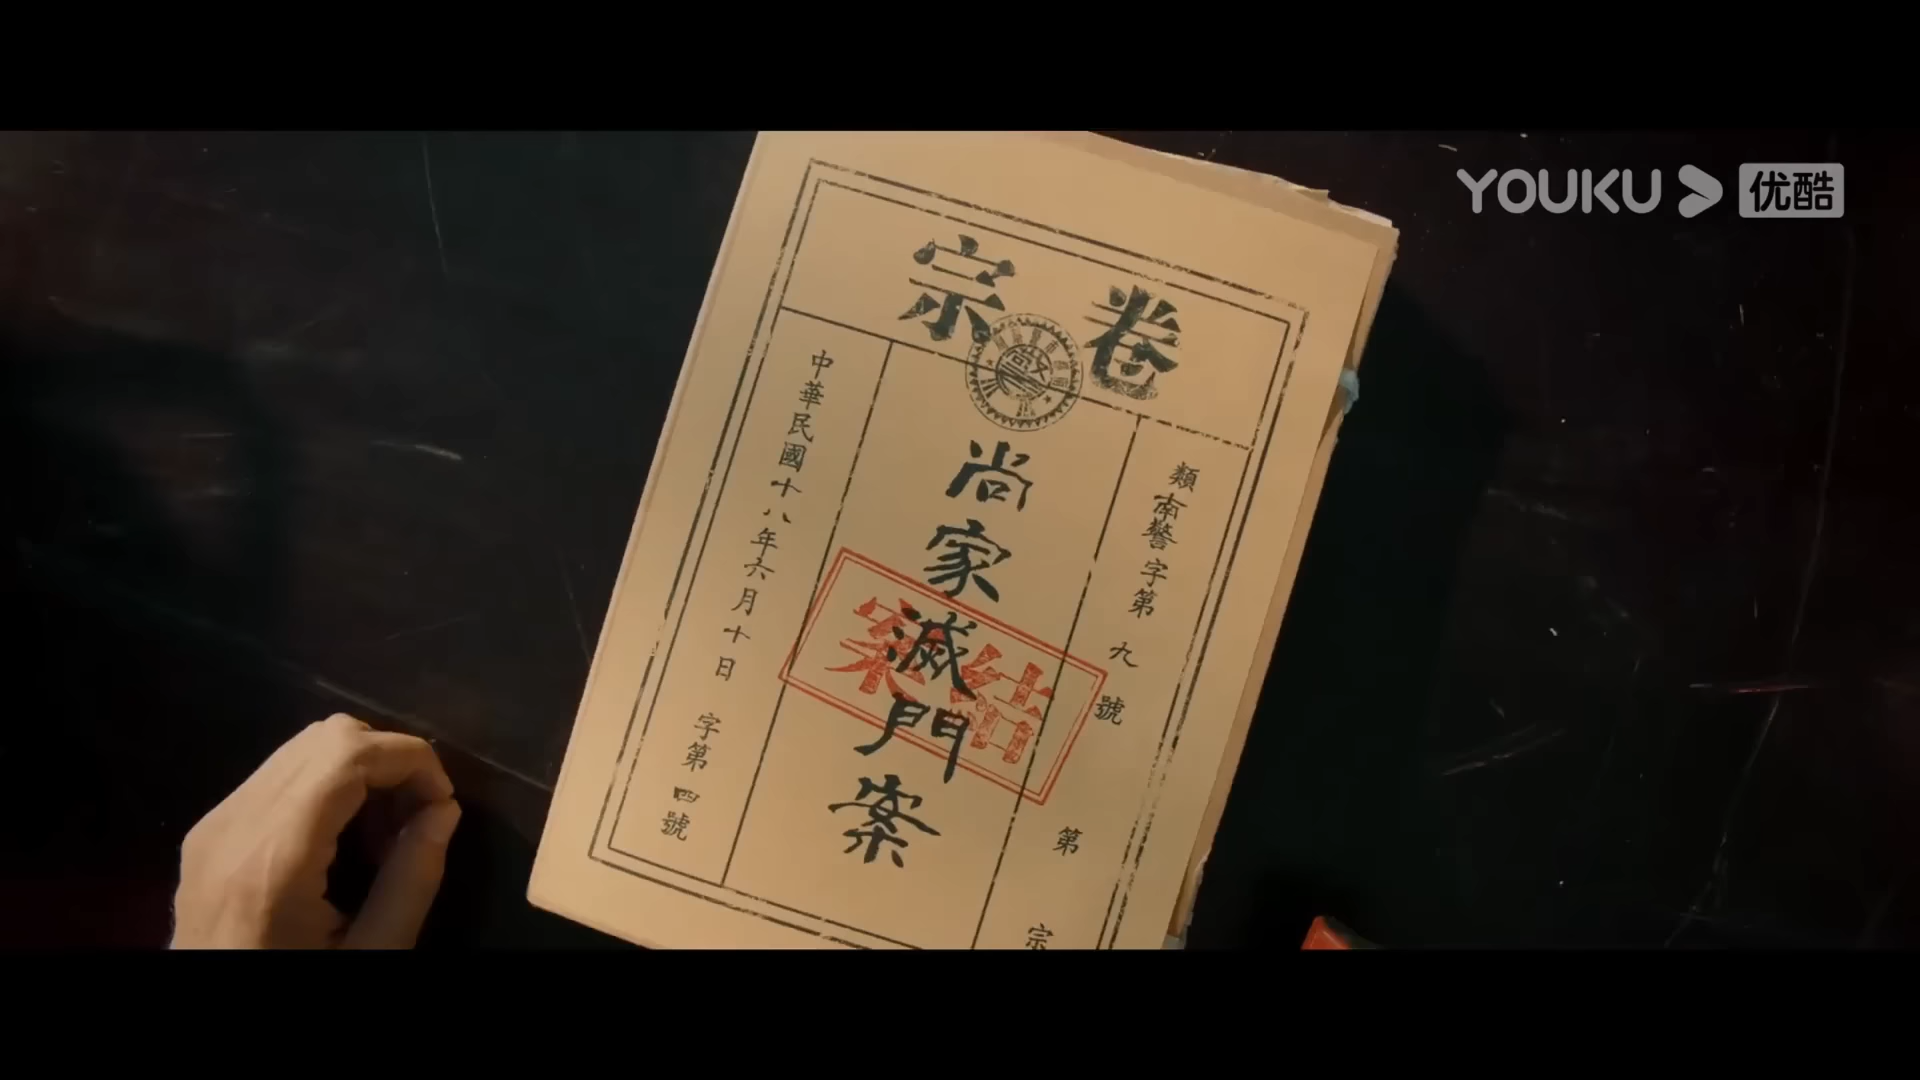 YOUKU 优酷
卷宗
類南警字第九號
第
宗
尚家滅門案
結案
中華民國十八年六月十日 字第四號